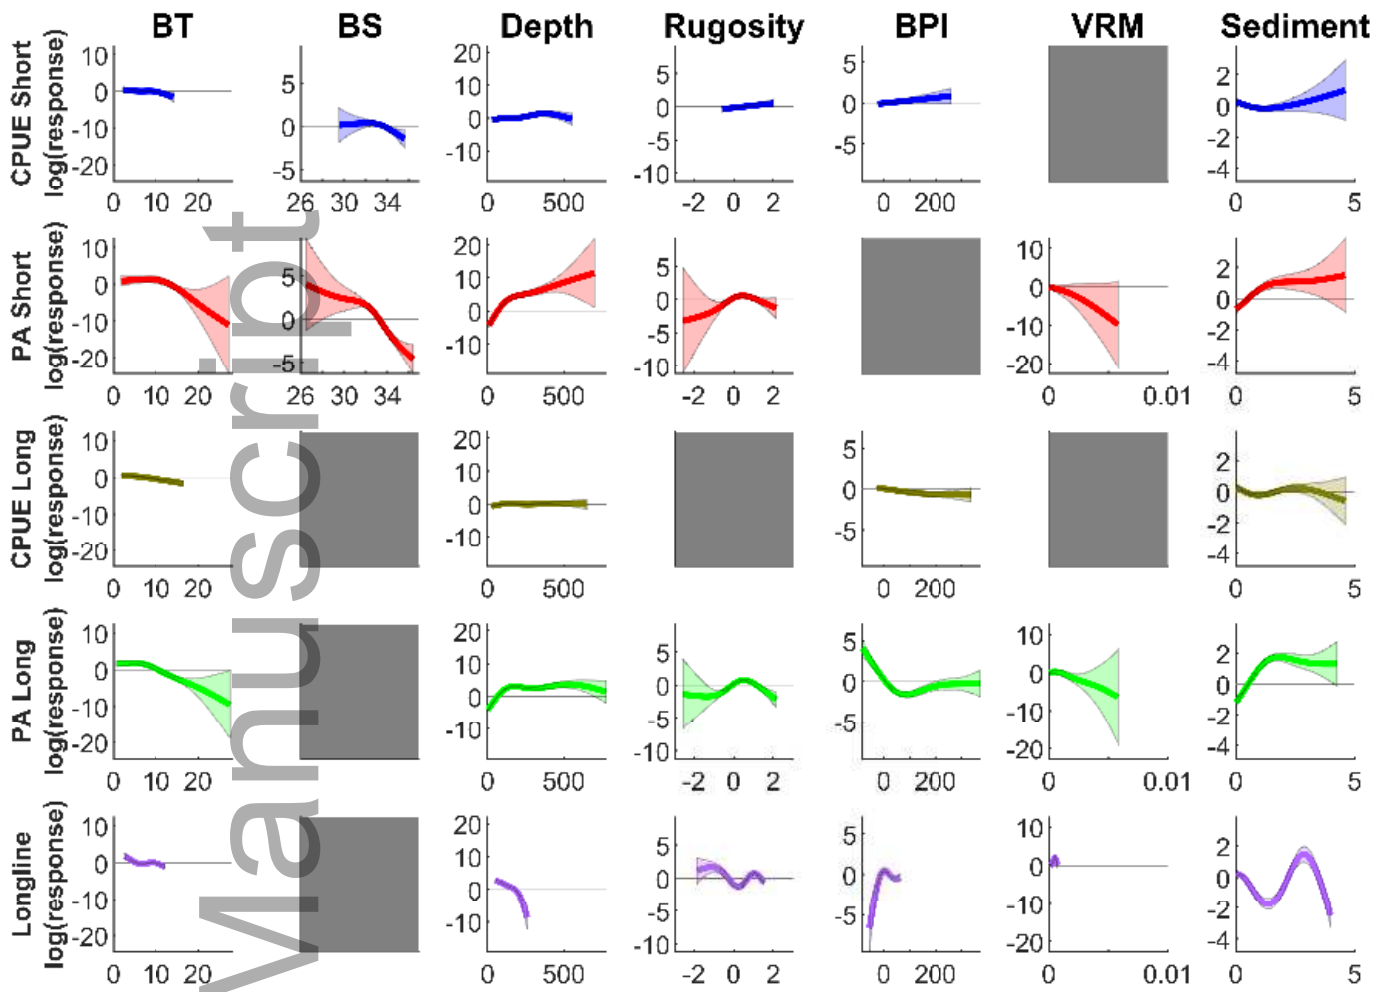 BT BS Depth Rugosity BPI VRM Sediment
CPUE Short
log(response)
10 0 -10 -20
0 10 20
5 0 -5
26 30 34
20 10 0 -10
0 500
5 0 -5 -10
-2 0 2
5 0 -5
0 200
2 0 -2 -4
0 5
PA Short
log(response)
10 0 -10 -20
0 10 20
5 0 -5
26 30 34
20 10 0 -10
0 500
5 0 -5 -10
-2 0 2
10 0 -10 -20
0 0.01
2 0 -2 -4
0 5
CPUE Long
log(response)
10 0 -10 -20
0 10 20
20 10 0 -10
0 500
5 0 -5
0 200
2 0 -2 -4
0 5
PA Long
log(response)
10 0 -10 -20
0 10 20
20 10 0 -10
0 500
5 0 -5 -10
-2 0 2
5 0 -5
0 200
10 0 -10 -20
0 0.01
2 0 -2 -4
0 5
Longline
log(response)
10 0 -10 -20
0 10 20
20 10 0 -10
0 500
5 0 -5 -10
-2 0 2
5 0 -5
0 200
10 0 -10 -20
0 0.01
2 0 -2 -4
0 5
Manuscript